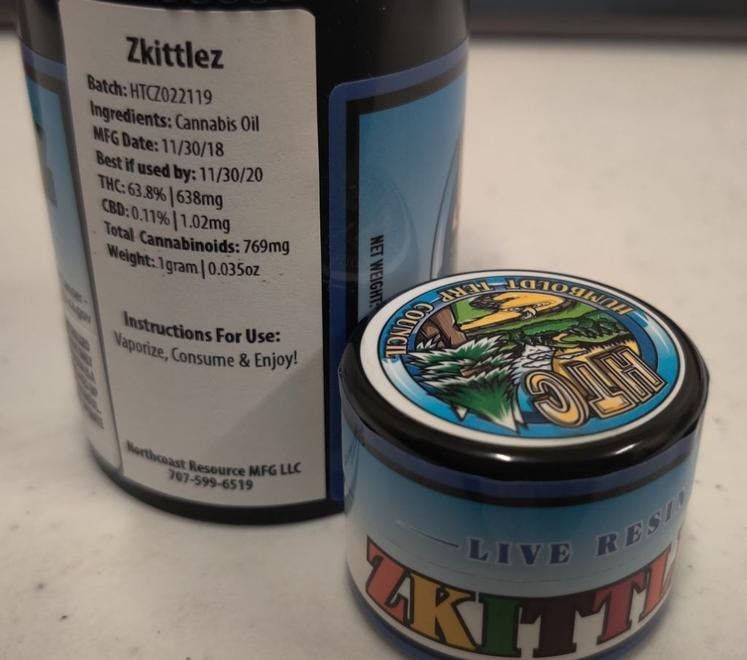 Zkittlez
Batch: HTCZ022119
Ingredients: Cannabis Oil
MFG Date: 11/30/18
Best if used by: 11/30/20
THC: 63.8% | 638mg
CBD: 0.11% | 1.02mg
Total Cannabinoids: 769mg
Weight: 1gram | 0.035oz
Instructions For Use:
Vaporize, Consume & Enjoy!
Northcoast Resource MFG LLC
707-599-6519
NET WEIGHT:
HUMBOLDT TERP COUNCIL
HTC
LIVE RESIN
ZKITTL